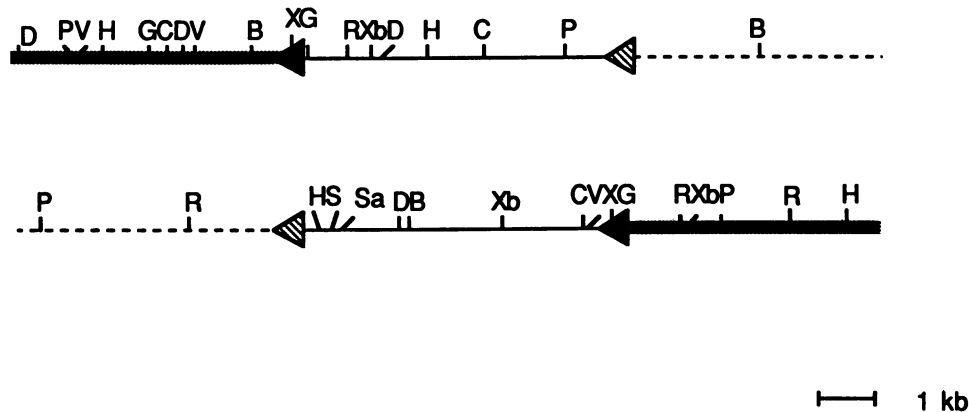 D PV H GCDV B XG RXbD H C P B
P R HS Sa DB Xb CVXG RXbP R H
1 kb